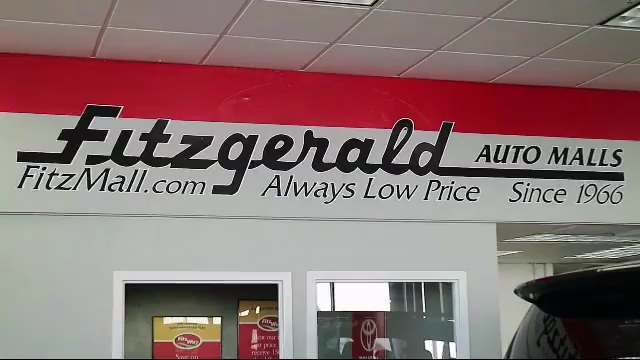 Fitzgerald AUTO MALLS
FitzMall.com Always Low Price Since 1966